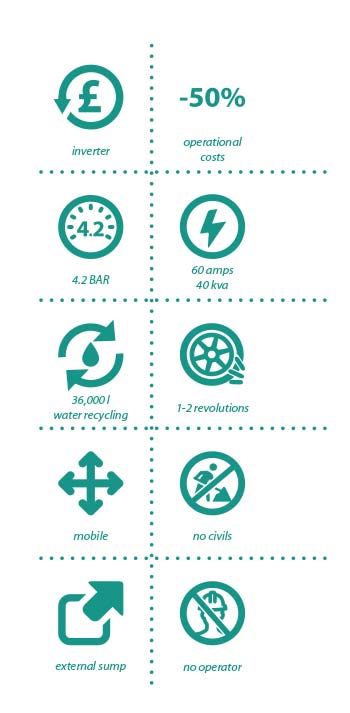 £
inverter
-50%
operational
costs
4.2
4.2 BAR
60 amps
40 kva
36,000 l
water recycling
1-2 revolutions
mobile
no civils
external sump
no operator